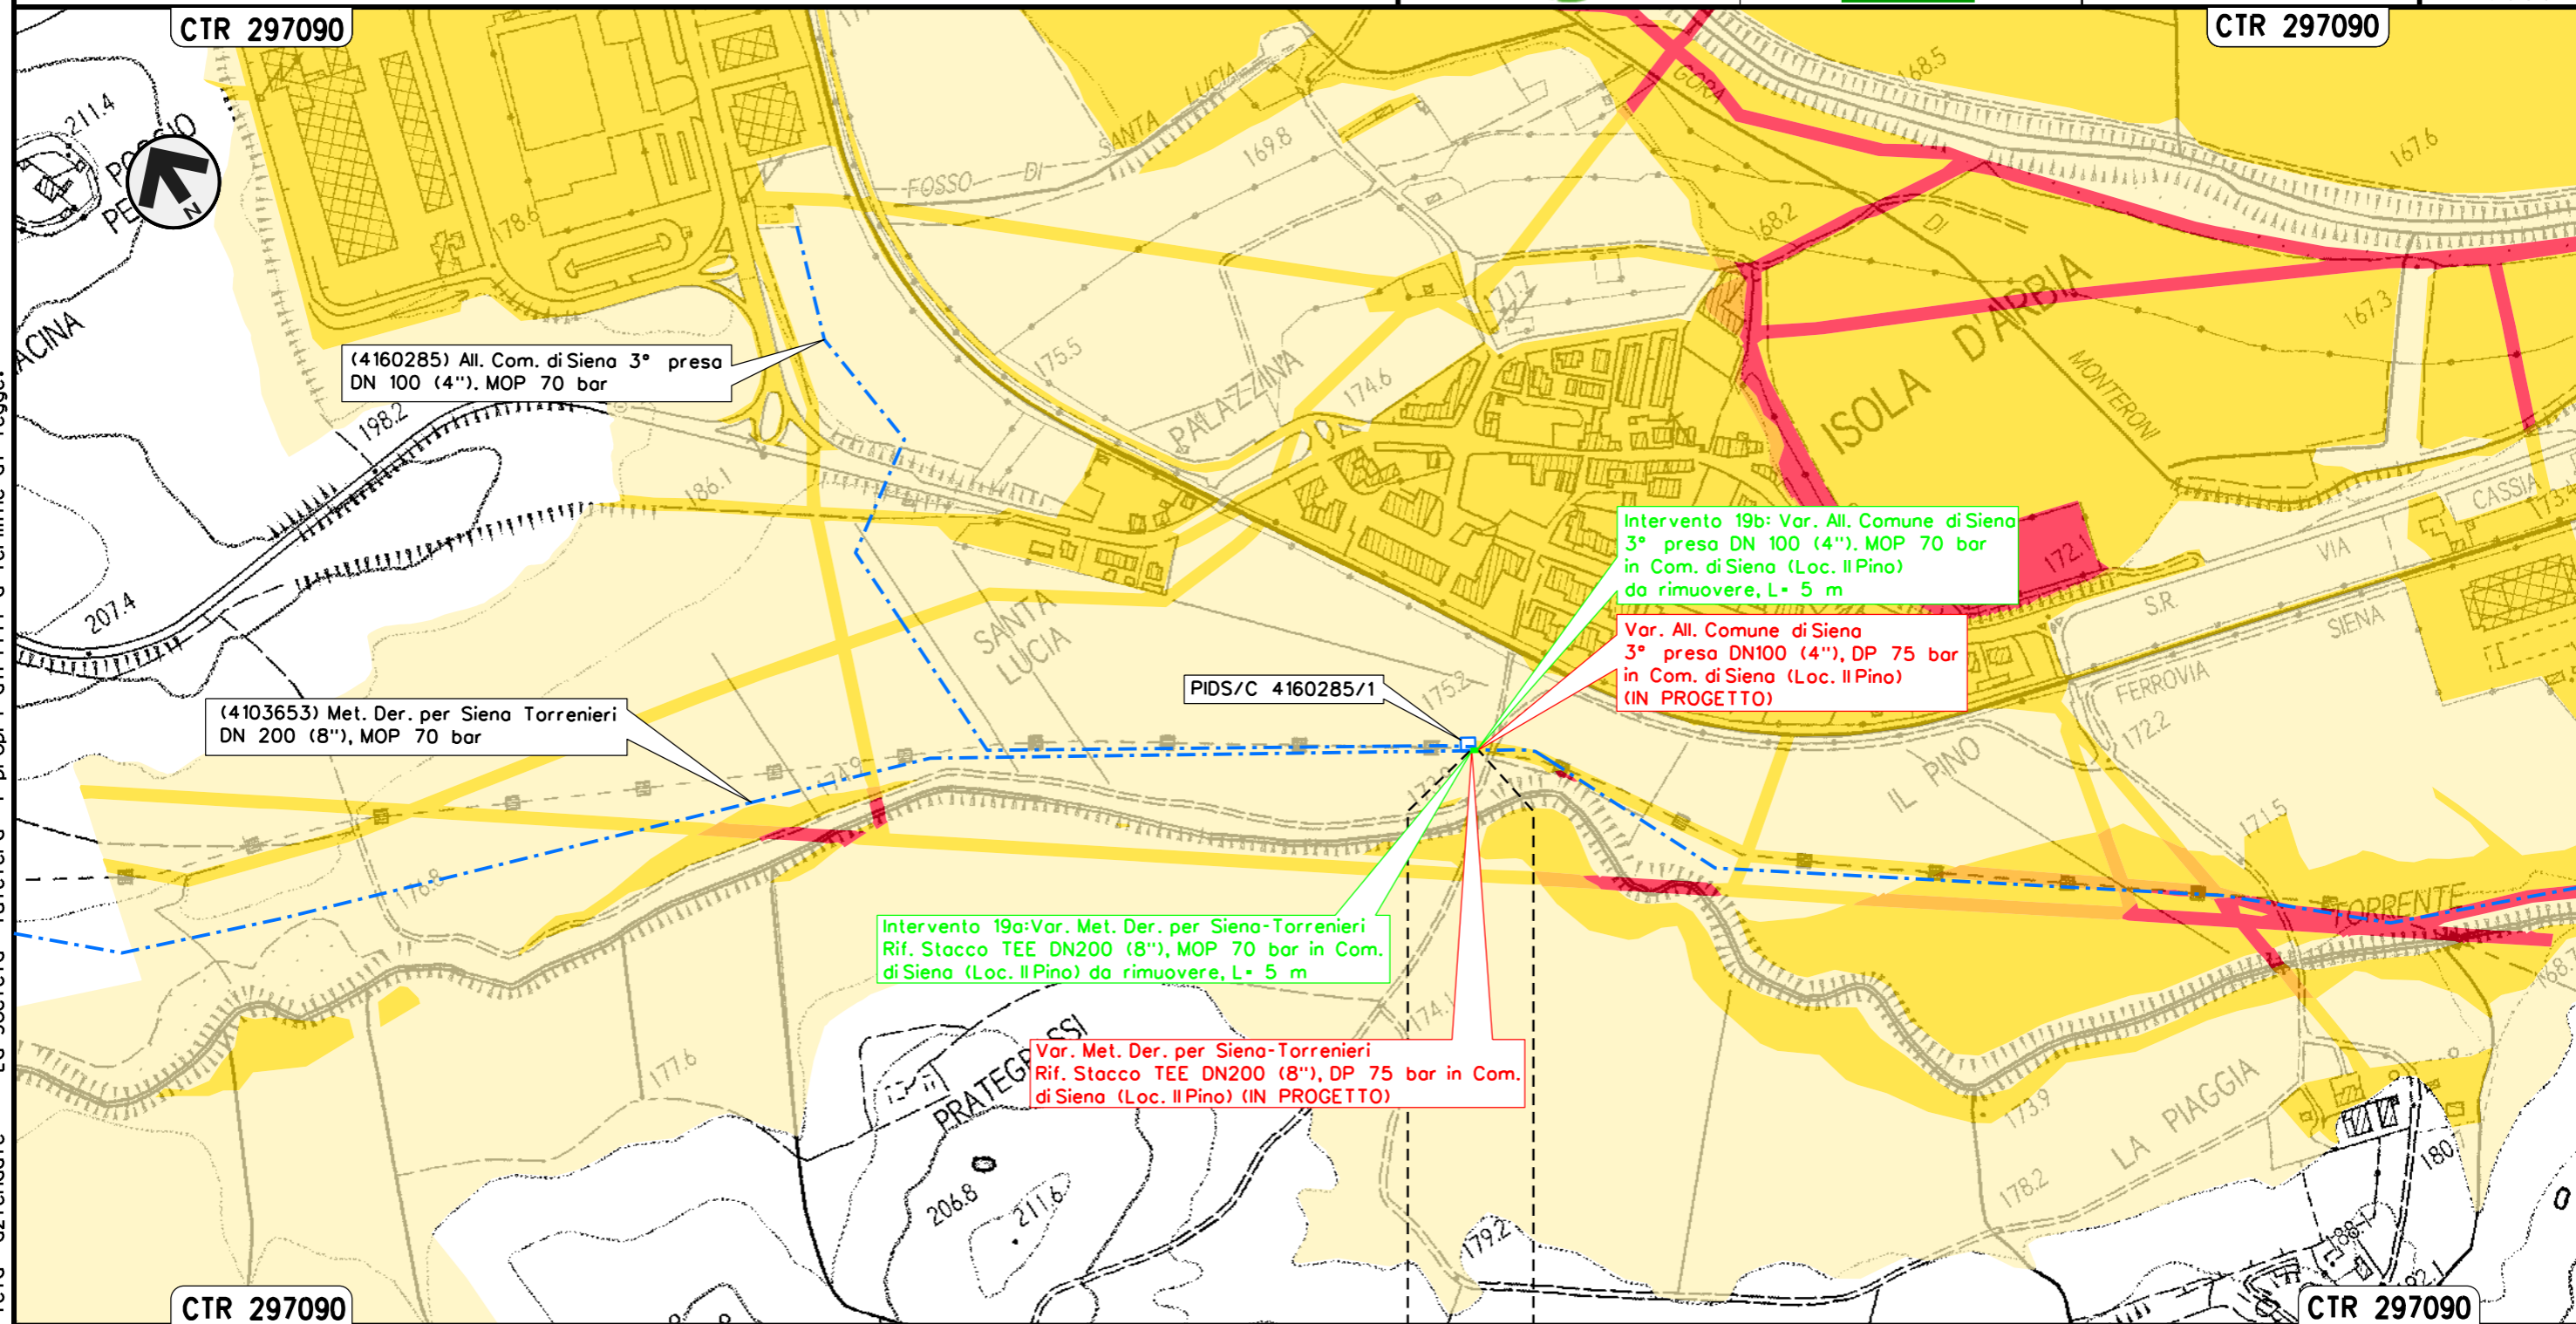 CTR 297090
CTR 297090
211.4
POGGIO
178.6
FOSSO DI SANTA LUCIA
169.8
GORA
168.5
167.6
168.2
DI
171.7
ISOLA D'ARBIA
167.3
MONTERONI
ACINA
N
(4160285) All. Com. di Siena 3° presa
DN 100 (4"). MOP 70 bar
175.5
PALAZZINA
174.6
198.2
186.1
207.4
SANTA
LUCIA
Intervento 19b: Var. All. Comune di Siena
3° presa DN 100 (4"). MOP 70 bar
in Com. di Siena (Loc. Il Pino)
da rimuovere, L= 5 m
172.1
CASSIA
VIA
S.R.
SIENA
FERROVIA
172.2
Var. All. Comune di Siena
3° presa DN100 (4"), DP 75 bar
in Com. di Siena (Loc. Il Pino)
(IN PROGETTO)
PIDS/C 4160285/1
175.2
(4103653) Met. Der. per Siena Torrenieri
DN 200 (8"), MOP 70 bar
174.9
IL PINO
171.5
176.8
TORRENTE
Intervento 19a:Var. Met. Der. per Siena-Torrenieri
Rif. Stacco TEE DN200 (8"), MOP 70 bar in Com.
di Siena (Loc. Il Pino) da rimuovere, L= 5 m
174.1
168.7
177.6
Var. Met. Der. per Siena-Torrenieri
Rif. Stacco TEE DN200 (8"), DP 75 bar in Com.
di Siena (Loc. Il Pino) (IN PROGETTO)
173.9
LA PIAGGIA
178.2
206.8
211.6
179.2
188.1
CTR 297090
CTR 297090